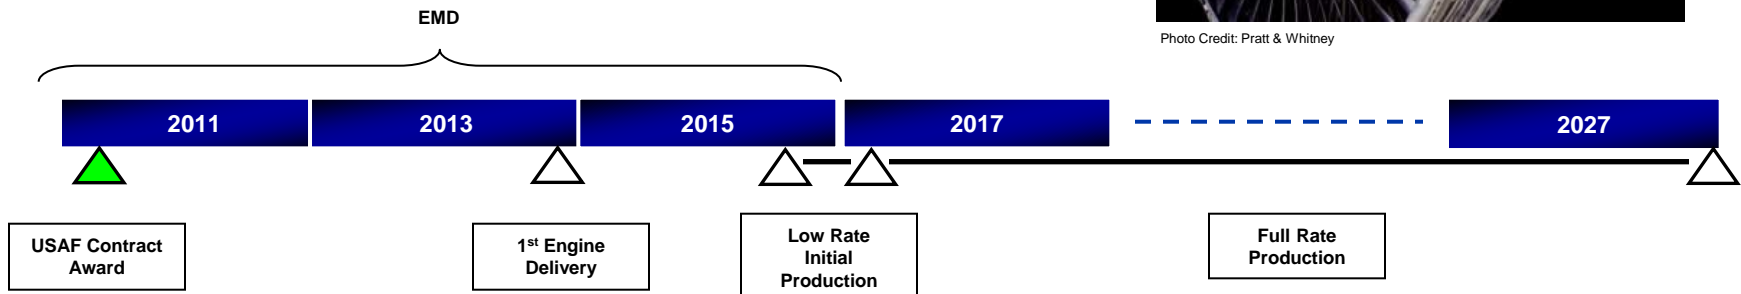 EMD
Photo Credit: Pratt & Whitney
2011
2013
2015
2017
2027
USAF Contract
Award
1st Engine
Delivery
Low Rate
Initial
Production
Full Rate
Production